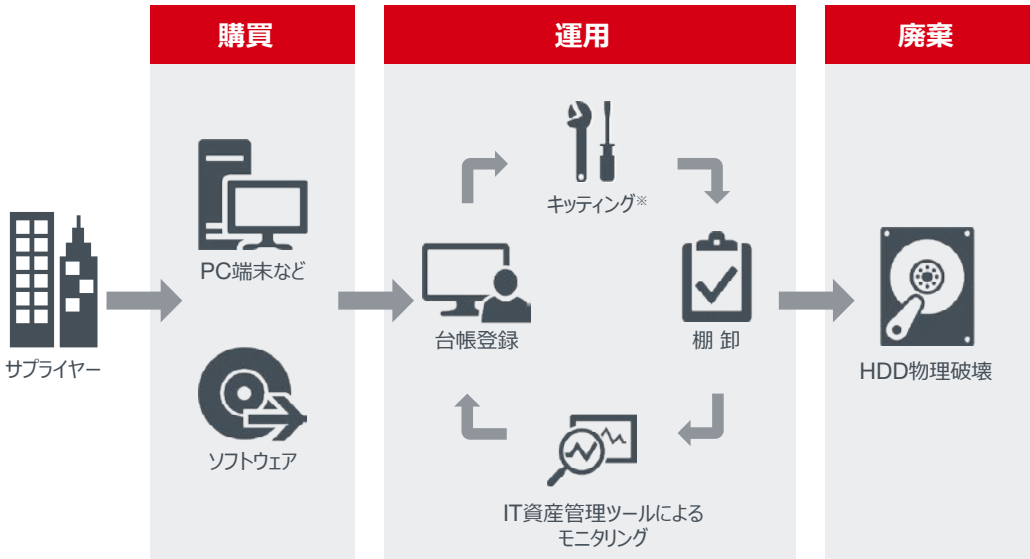 購買
運用
廃棄
サプライヤー
PC端末など
ソフトウェア
キッティング※
台帳登録
棚 卸
IT資産管理ツールによる
モニタリング
HDD物理破壊